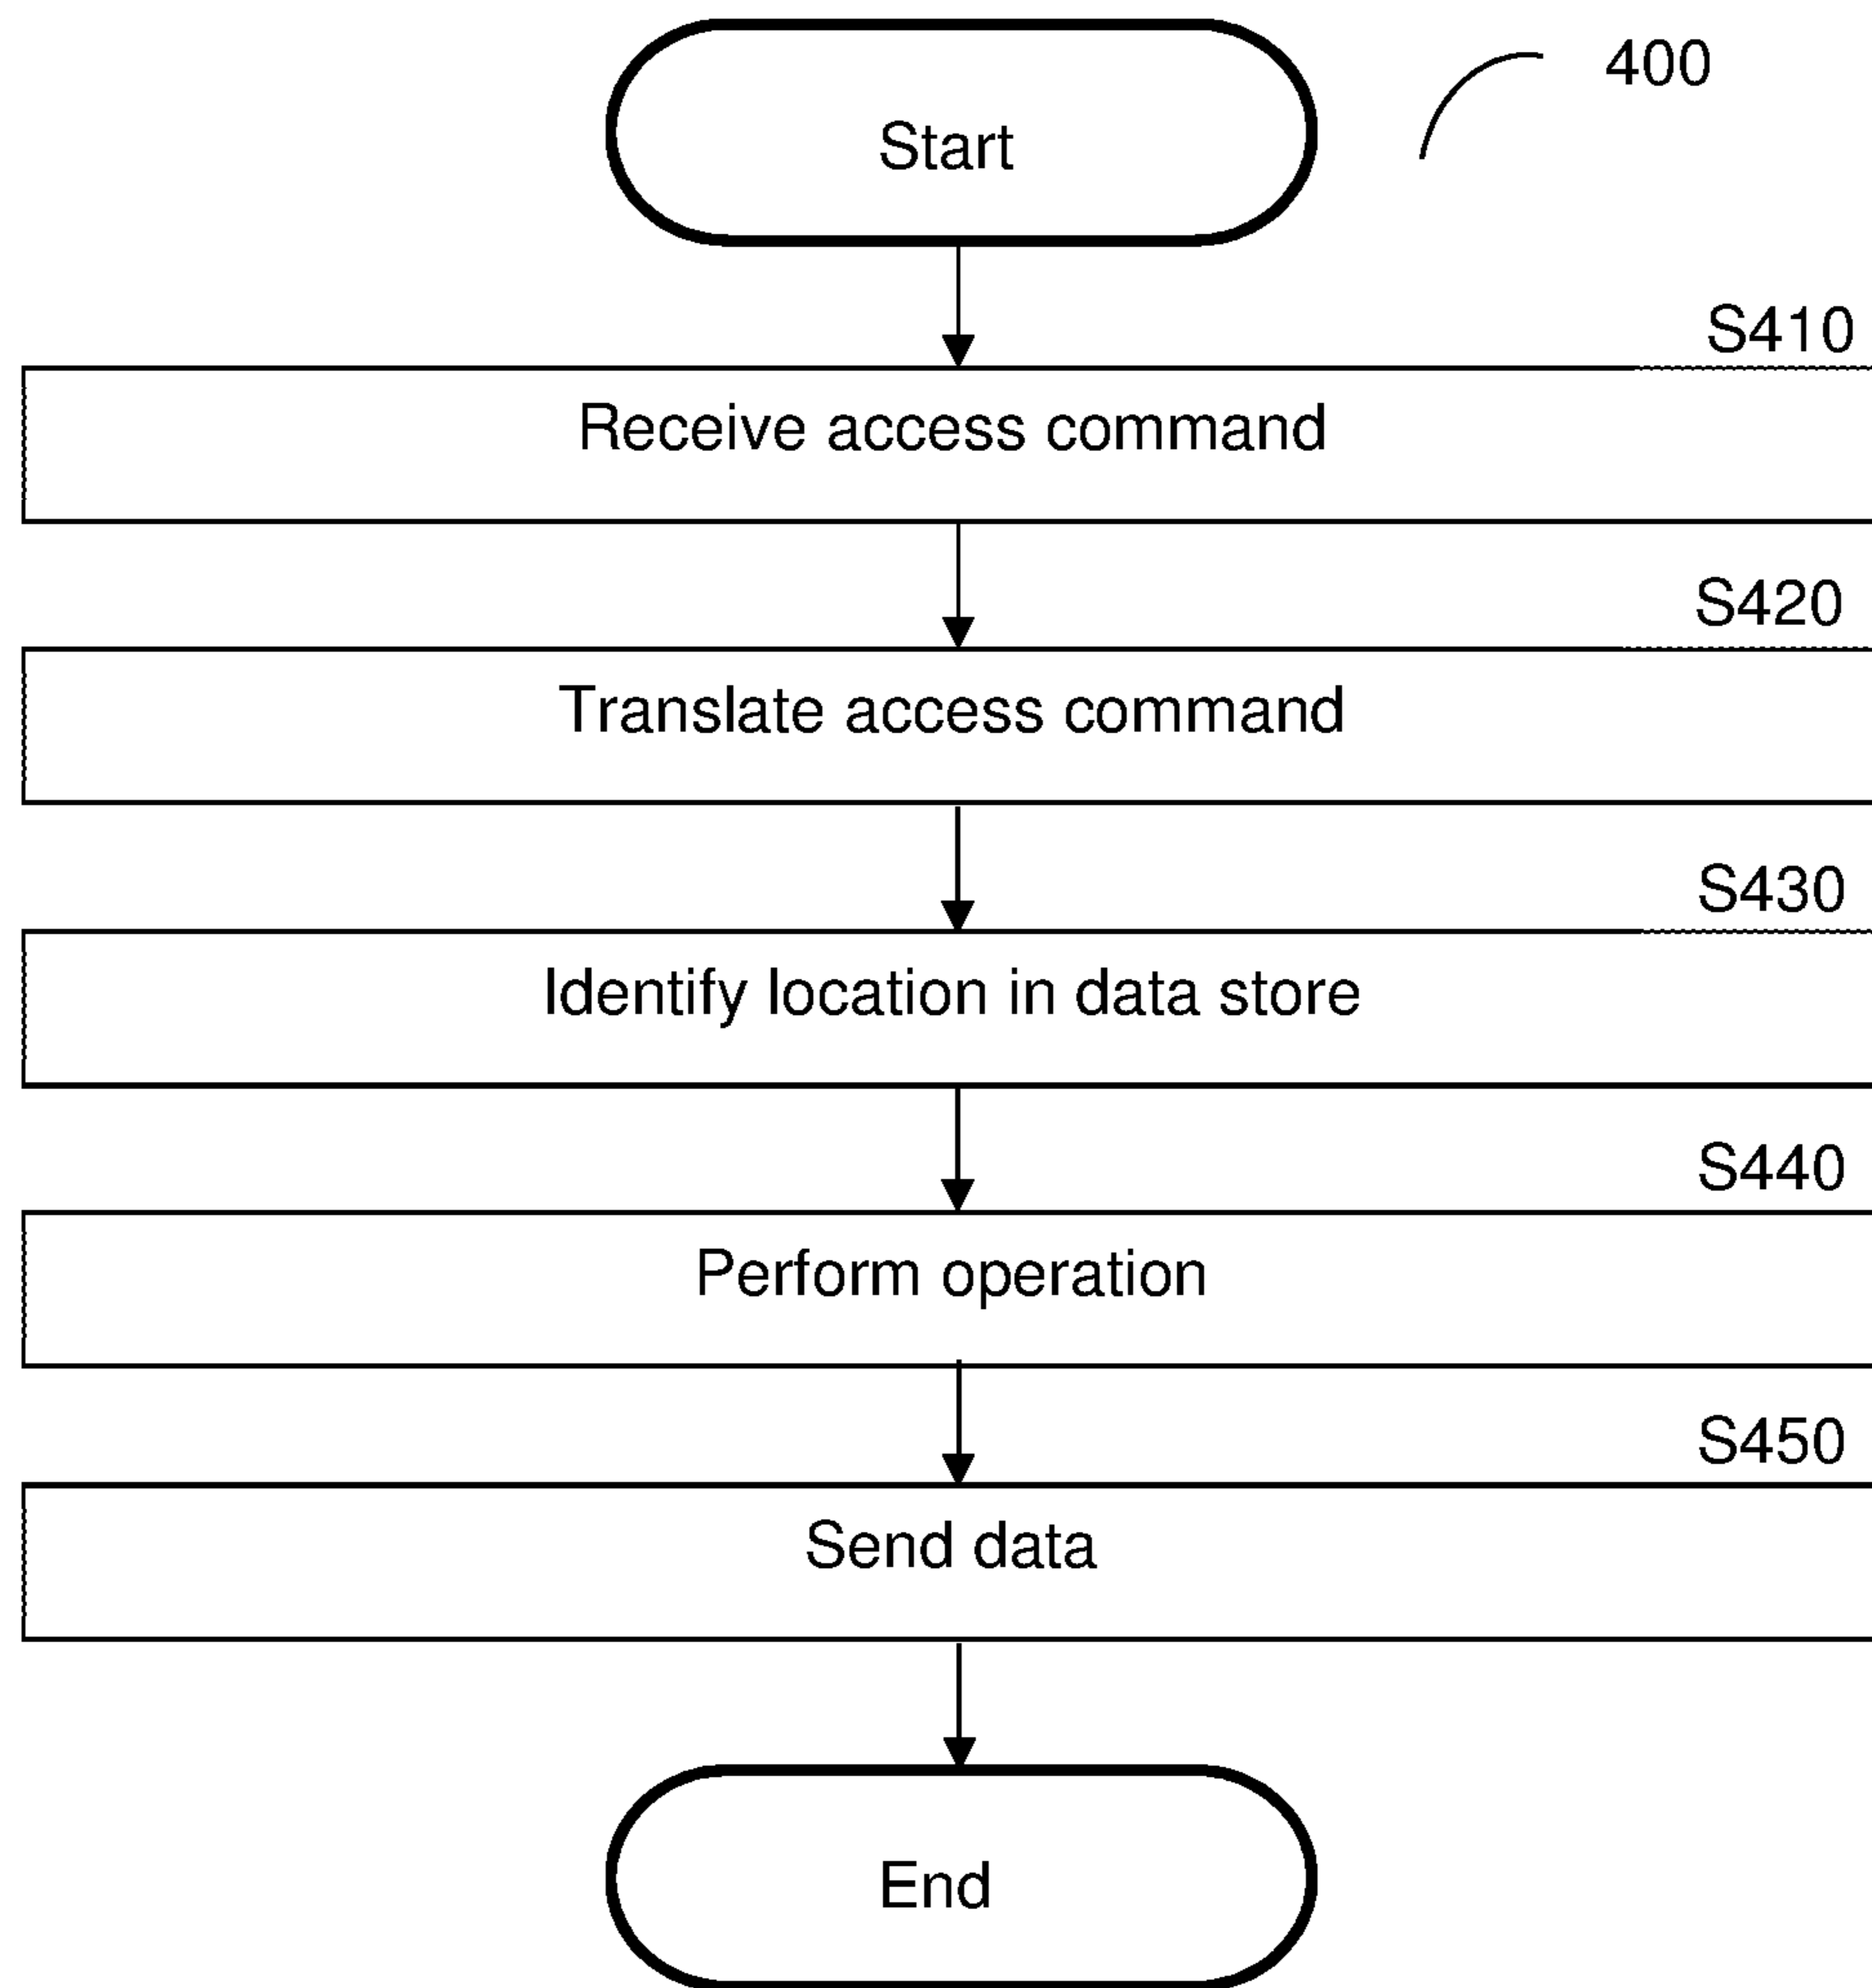 Start
400
S410
Receive access command
S420
Translate access command
S430
Identify location in data store
S440
Perform operation
S450
Send data
End